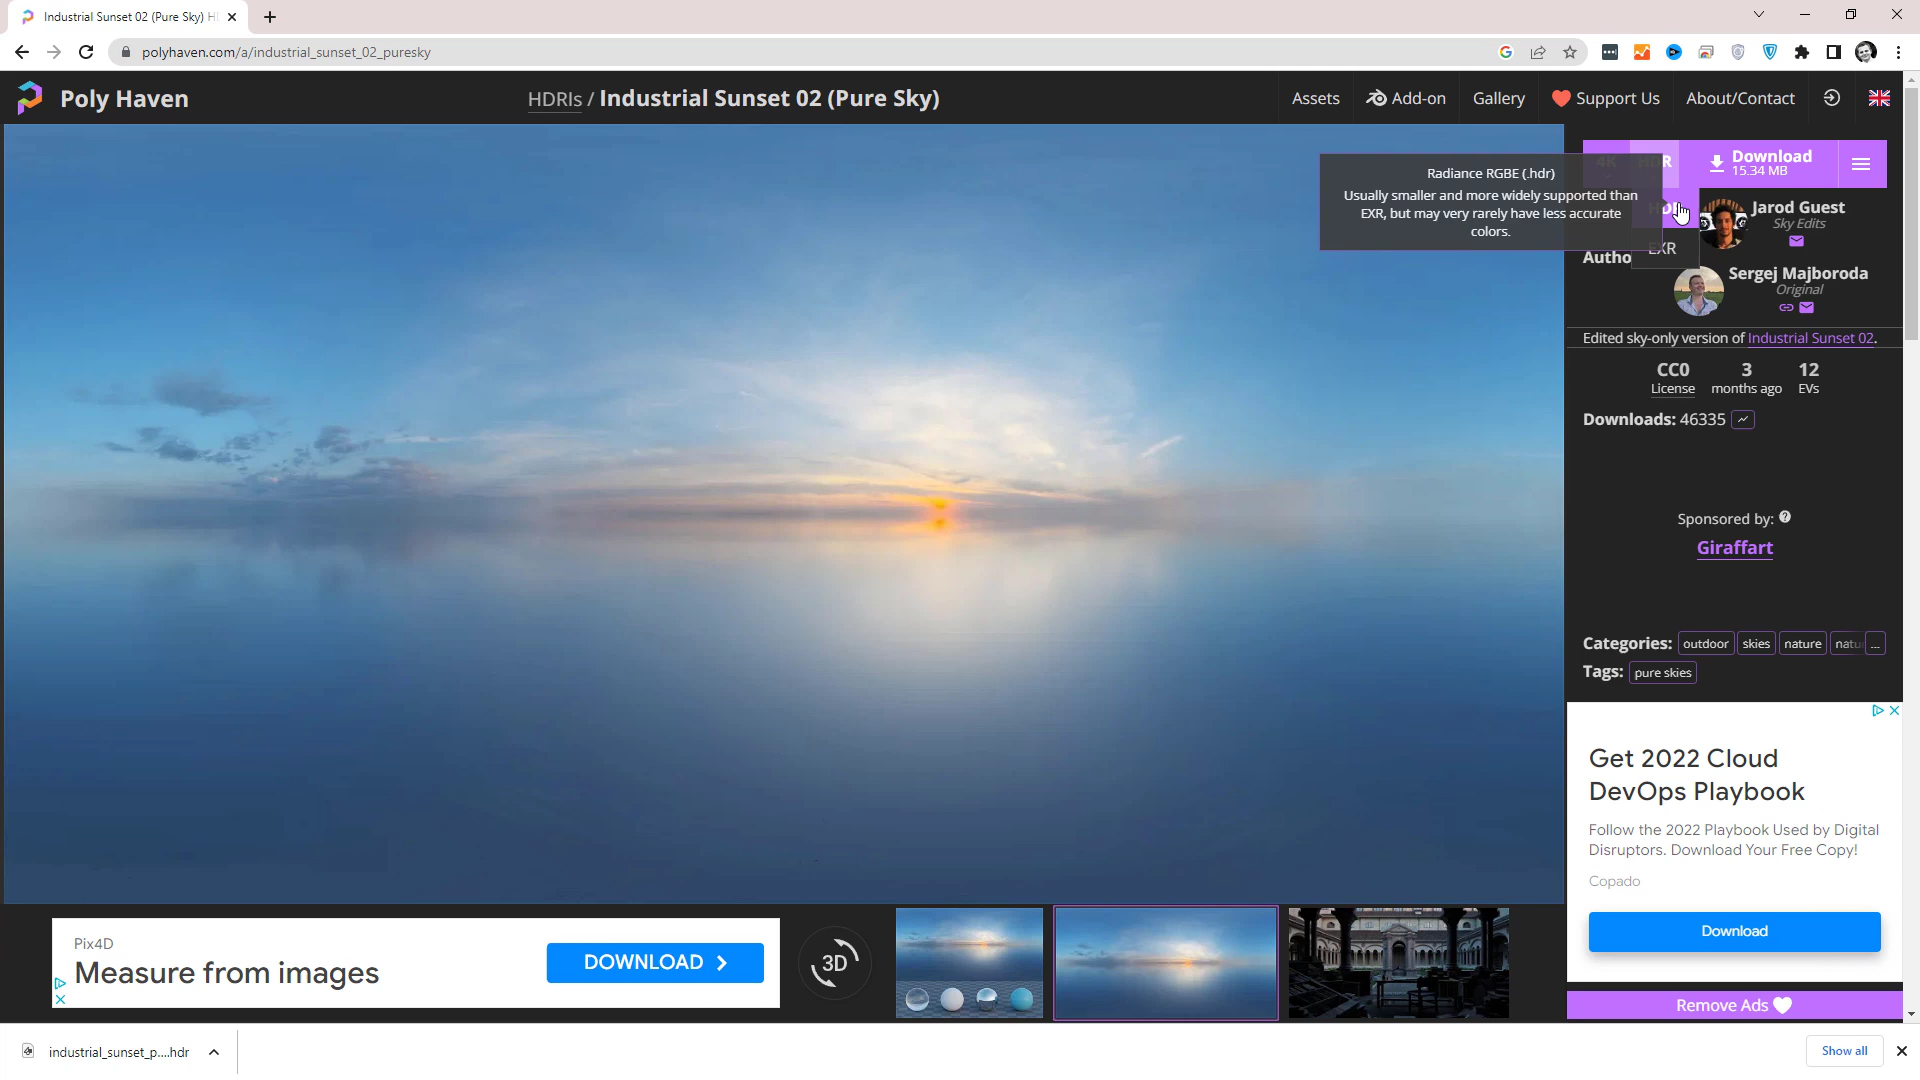 Industrial Sunset 02 (Pure Sky) H
polyhaven.com/a/industrial_sunset_02_puresky
Poly Haven
HDRIs / Industrial Sunset 02 (Pure Sky)
Assets
Add-on
Gallery
Support Us
About/Contact
4K
Download
15.34 MB
Radiance RGBE (.hdr)
Usually smaller and more widely supported than
EXR, but may very rarely have less accurate
colors.
EXR
Jarod Guest
Sky Edits
Autho
Sergej Majboroda
Original
Edited sky-only version of Industrial Sunset 02.
CC0
License
3
months ago
12
EVs
Downloads: 46335
Sponsored by:
Giraffart
Categories: outdoor skies nature natur ...
Tags: pure skies
Get 2022 Cloud
DevOps Playbook
Follow the 2022 Playbook Used by Digital
Disruptors. Download Your Free Copy!
Copado
Download
Remove Ads
Pix4D
Measure from images
DOWNLOAD
3D
industrial_sunset_p....hdr
Show all